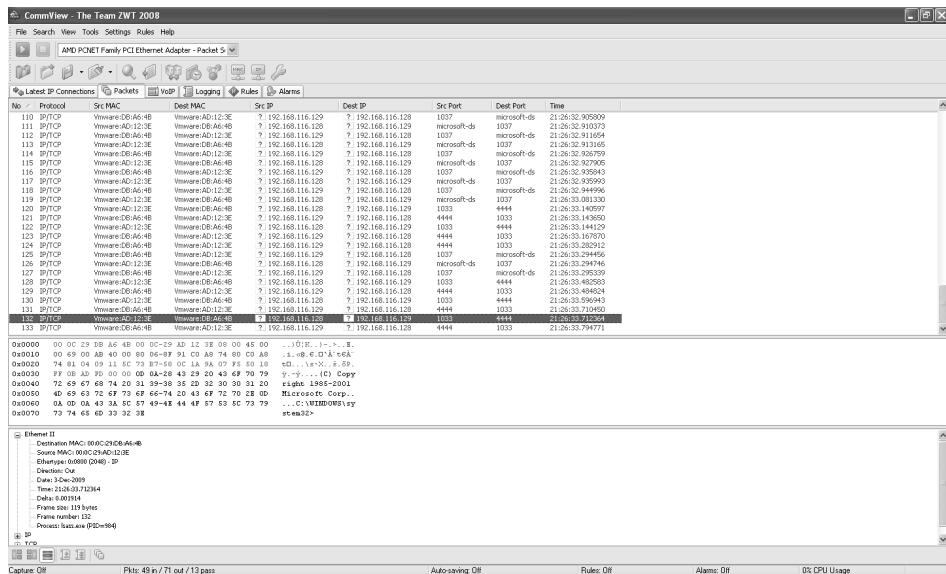 CommView - The Team ZWT 2008
File Search View Tools Settings Rules Help
AMD PCNET Family PCI Ethernet Adapter - Packet S
Latest IP Connections Packets VoIP Logging Rules Alarms
No Protocol Src MAC Dest MAC Src IP Dest IP Src Port Dest Port Time
110 IP/TCP Vmware:DB:A6:4B Vmware:AD:12:3E ? 192.168.116.129 ? 192.168.116.128 1037 microsoft-ds 21:26:32.905809
111 IP/TCP Vmware:AD:12:3E Vmware:DB:A6:4B ? 192.168.116.128 ? 192.168.116.129 microsoft-ds 1037 21:26:32.910373
112 IP/TCP Vmware:DB:A6:4B Vmware:AD:12:3E ? 192.168.116.129 ? 192.168.116.128 1037 microsoft-ds 21:26:32.911654
113 IP/TCP Vmware:AD:12:3E Vmware:DB:A6:4B ? 192.168.116.128 ? 192.168.116.129 microsoft-ds 1037 21:26:32.913165
114 IP/TCP Vmware:DB:A6:4B Vmware:AD:12:3E ? 192.168.116.129 ? 192.168.116.128 1037 microsoft-ds 21:26:32.926759
115 IP/TCP Vmware:AD:12:3E Vmware:DB:A6:4B ? 192.168.116.128 ? 192.168.116.129 microsoft-ds 1037 21:26:32.927905
116 IP/TCP Vmware:DB:A6:4B Vmware:AD:12:3E ? 192.168.116.129 ? 192.168.116.128 1037 microsoft-ds 21:26:32.935843
117 IP/TCP Vmware:AD:12:3E Vmware:DB:A6:4B ? 192.168.116.128 ? 192.168.116.129 microsoft-ds 1037 21:26:32.935993
118 IP/TCP Vmware:DB:A6:4B Vmware:AD:12:3E ? 192.168.116.129 ? 192.168.116.128 1037 microsoft-ds 21:26:32.944996
119 IP/TCP Vmware:AD:12:3E Vmware:DB:A6:4B ? 192.168.116.128 ? 192.168.116.129 microsoft-ds 1037 21:26:33.081330
120 IP/TCP Vmware:AD:12:3E Vmware:DB:A6:4B ? 192.168.116.128 ? 192.168.116.129 1033 4444 21:26:33.140597
121 IP/TCP Vmware:DB:A6:4B Vmware:AD:12:3E ? 192.168.116.129 ? 192.168.116.128 4444 1033 21:26:33.143650
122 IP/TCP Vmware:AD:12:3E Vmware:DB:A6:4B ? 192.168.116.128 ? 192.168.116.129 1033 4444 21:26:33.144129
123 IP/TCP Vmware:DB:A6:4B Vmware:AD:12:3E ? 192.168.116.129 ? 192.168.116.128 4444 1033 21:26:33.167870
124 IP/TCP Vmware:DB:A6:4B Vmware:AD:12:3E ? 192.168.116.129 ? 192.168.116.128 4444 1033 21:26:33.282912
125 IP/TCP Vmware:DB:A6:4B Vmware:AD:12:3E ? 192.168.116.129 ? 192.168.116.128 1037 microsoft-ds 21:26:33.294456
126 IP/TCP Vmware:AD:12:3E Vmware:DB:A6:4B ? 192.168.116.128 ? 192.168.116.129 microsoft-ds 1037 21:26:33.294746
127 IP/TCP Vmware:DB:A6:4B Vmware:AD:12:3E ? 192.168.116.129 ? 192.168.116.128 1037 microsoft-ds 21:26:33.295339
128 IP/TCP Vmware:AD:12:3E Vmware:DB:A6:4B ? 192.168.116.128 ? 192.168.116.129 1033 4444 21:26:33.482583
129 IP/TCP Vmware:DB:A6:4B Vmware:AD:12:3E ? 192.168.116.129 ? 192.168.116.128 4444 1033 21:26:33.484824
130 IP/TCP Vmware:AD:12:3E Vmware:DB:A6:4B ? 192.168.116.128 ? 192.168.116.129 1033 4444 21:26:33.596943
131 IP/TCP Vmware:DB:A6:4B Vmware:AD:12:3E ? 192.168.116.129 ? 192.168.116.128 4444 1033 21:26:33.710450
132 IP/TCP Vmware:AD:12:3E Vmware:DB:A6:4B ? 192.168.116.128 ? 192.168.116.129 1033 4444 21:26:33.712364
133 IP/TCP Vmware:DB:A6:4B Vmware:AD:12:3E ? 192.168.116.129 ? 192.168.116.128 4444 1033 21:26:33.794771
0x0000 00 0C 29 DB A6 4B 00 0C-29 AD 12 3E 08 00 45 00 ..)Û¦K..)-.>..E.
0x0010 00 69 00 AB 40 00 80 06-8F 91 C0 A8 74 80 C0 A8
0x0020 74 81 04 09 11 5C 73 B7-58 0C 1A 9A 07 F5 50 18
0x0030 FF 0B AD FD 00 00 0D 0A-28 43 29 20 43 6F 70 79 ÿ.-ý....(C) Copy
0x0040 72 69 67 68 74 20 31 39-38 35 2D 32 30 30 31 20 right 1985-2001
0x0050 4D 69 63 72 6F 73 6F 66-74 20 43 6F 72 70 2E 0D Microsoft Corp..
0x0060 0A 0D 0A 43 3A 5C 57 49-4E 44 4F 57 53 5C 73 79 ...C:\WINDOWS\sy
0x0070 73 74 65 6D 33 32 3E stem32>
Ethernet II
Destination MAC: 00:0C:29:DB:A6:4B
Source MAC: 00:0C:29:AD:12:3E
Ethertype: 0x0800 (2048) - IP
Direction: Out
Date: 3-Dec-2009
Time: 21:26:33.712364
Delta: 0.001914
Frame size: 119 bytes
Frame number: 132
Process: lsass.exe (PID=984)
IP
TCP
Capture: Off Pkts: 49 in / 71 out / 13 pass Auto-saving: Off Rules: Off Alarms: Off 0% CPU Usage